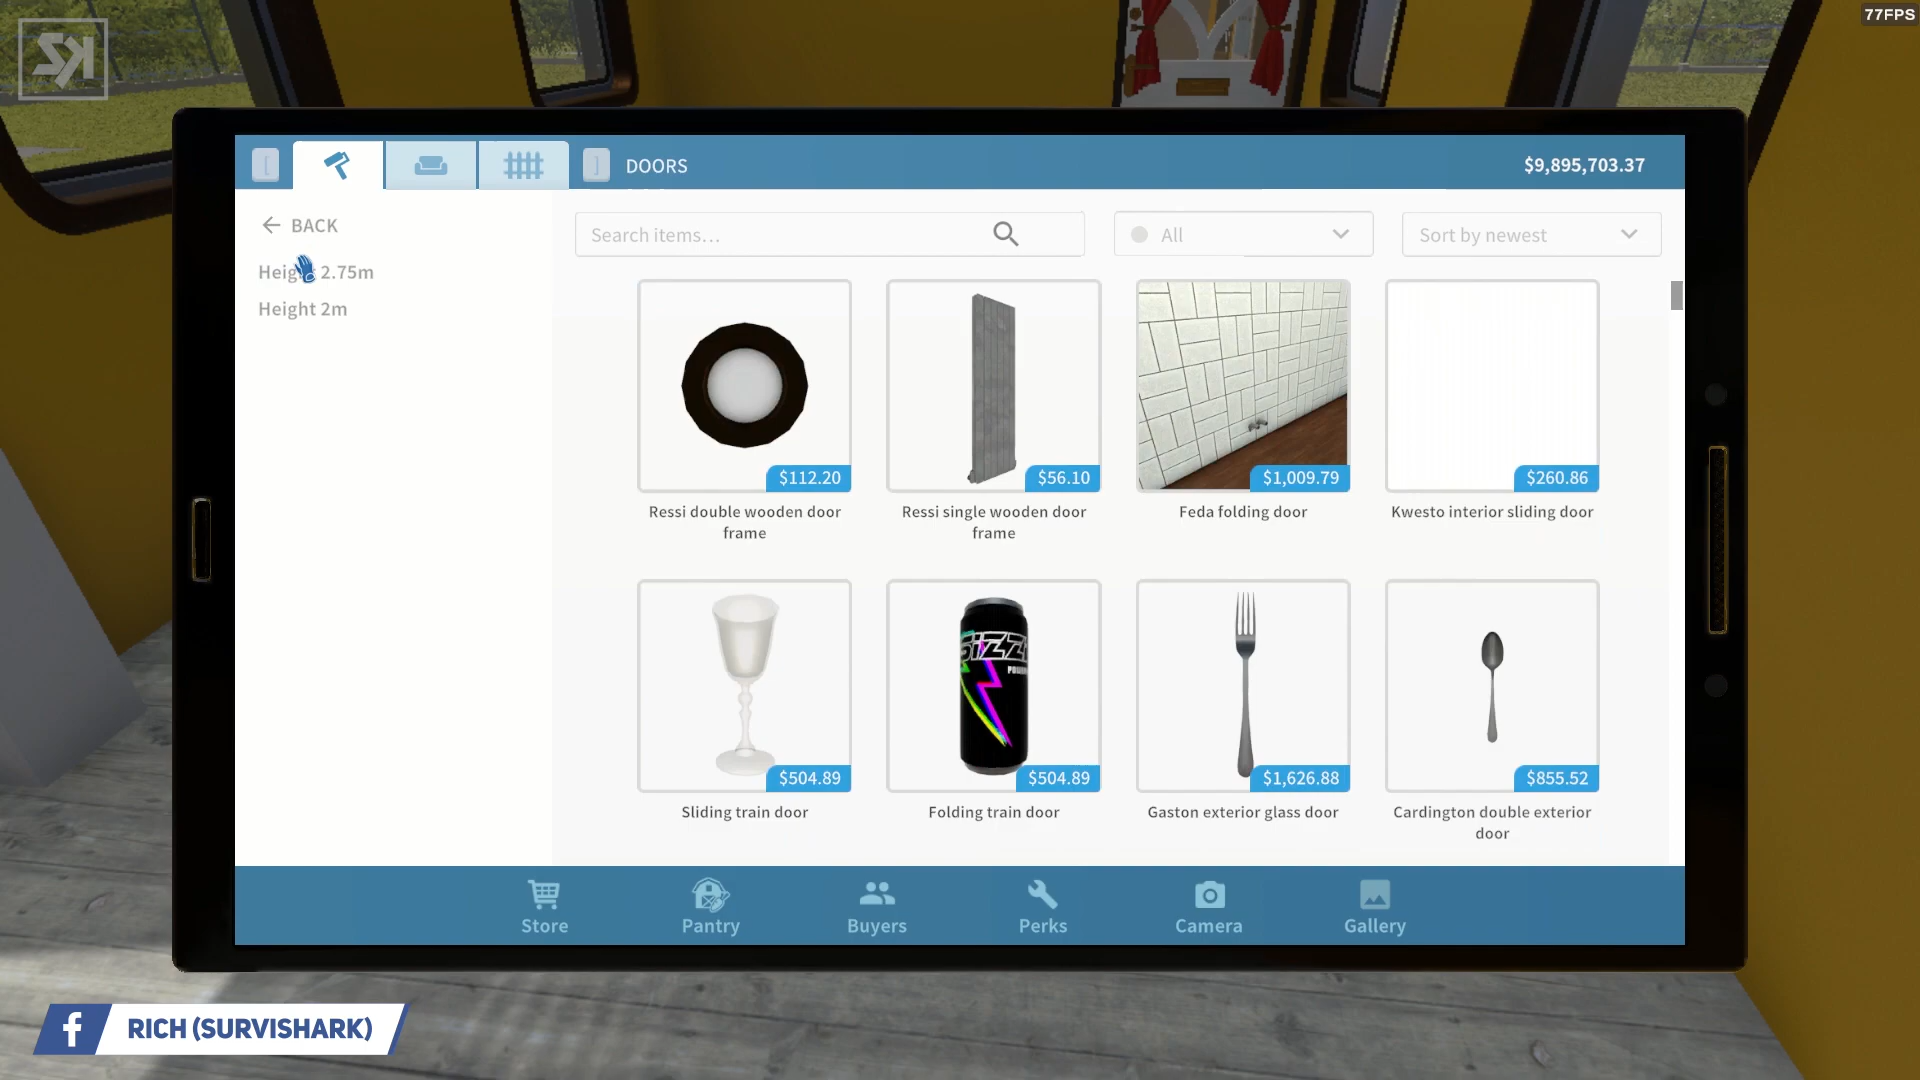 77FPS
SK
[
]
DOORS
$9,895,703.37
BACK
Search items...
All
Sort by newest
Height 2.75m
Height 2m
$112.20
$56.10
$1,009.79
$260.86
Ressi double wooden door
frame
Ressi single wooden door
frame
Feda folding door
Kwesto interior sliding door
$504.89
$504.89
$1,626.88
$855.52
Sliding train door
Folding train door
Gaston exterior glass door
Cardington double exterior
door
Store
Pantry
Buyers
Perks
Camera
Gallery
f
RICH (SURVISHARK)